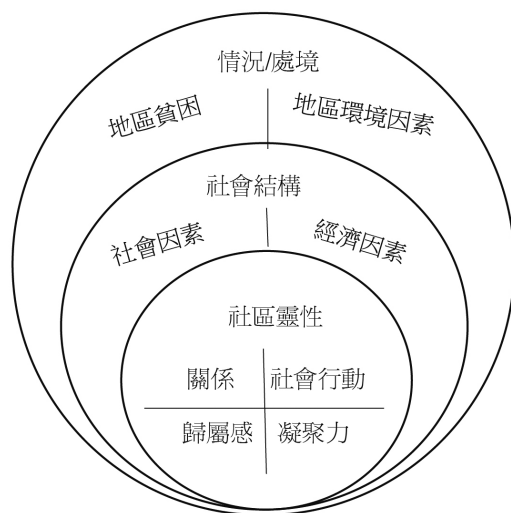 情況/處境
地區貧困 地區環境因素
社會結構
社會因素 經濟因素
社區靈性
關係 社會行動
歸屬感 凝聚力